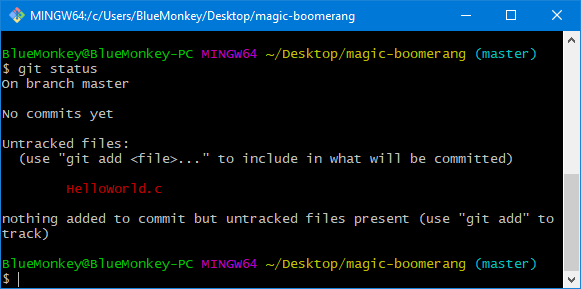 MINGW64:/c/Users/BlueMonkey/Desktop/magic-boomerang
BlueMonkey@BlueMonkey-PC MINGW64 ~/Desktop/magic-boomerang (master)
$ git status
On branch master
No commits yet
Untracked files:
(use "git add <file>..." to include in what will be committed)
HelloWorld.c
nothing added to commit but untracked files present (use "git add" to
track)
BlueMonkey@BlueMonkey-PC MINGW64 ~/Desktop/magic-boomerang (master)
$